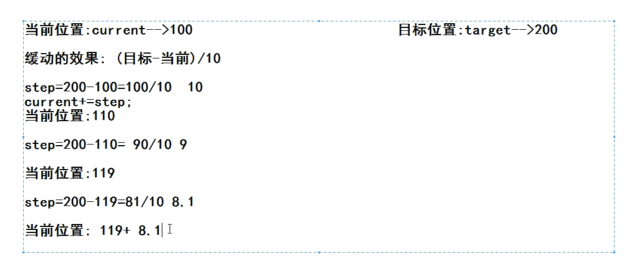 当前位置:current-->100 目标位置:target-->200
缓动的效果: (目标-当前)/10
step=200-100=100/10 10
current+=step;
当前位置:110
step=200-110= 90/10 9
当前位置:119
step=200-119=81/10 8.1
当前位置: 119+ 8.1